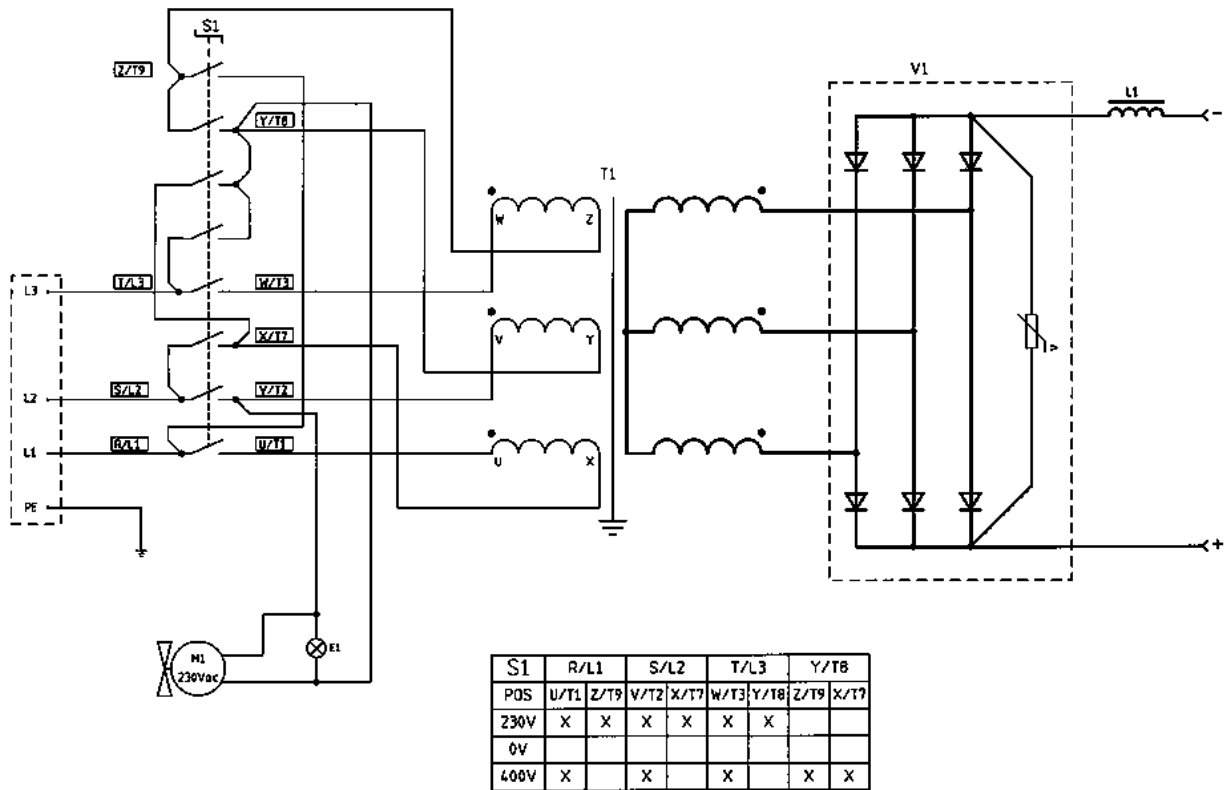 S1
Z/T9
V1
L1
-
Y/T8
T1
W
Z
L3
T/L3
W/T3
X/T7
V
Y
I>
L2
S/L2
V/T2
L1
R/L1
U/T1
U
X
PE
+
M1
230Vac
E1
S1 R/L1 S/L2 T/L3 Y/T8
POS U/T1 Z/T9 V/T2 X/T7 W/T3 Y/T8 Z/T9 X/T7
230V X X X X X X
0V
400V X X X X X